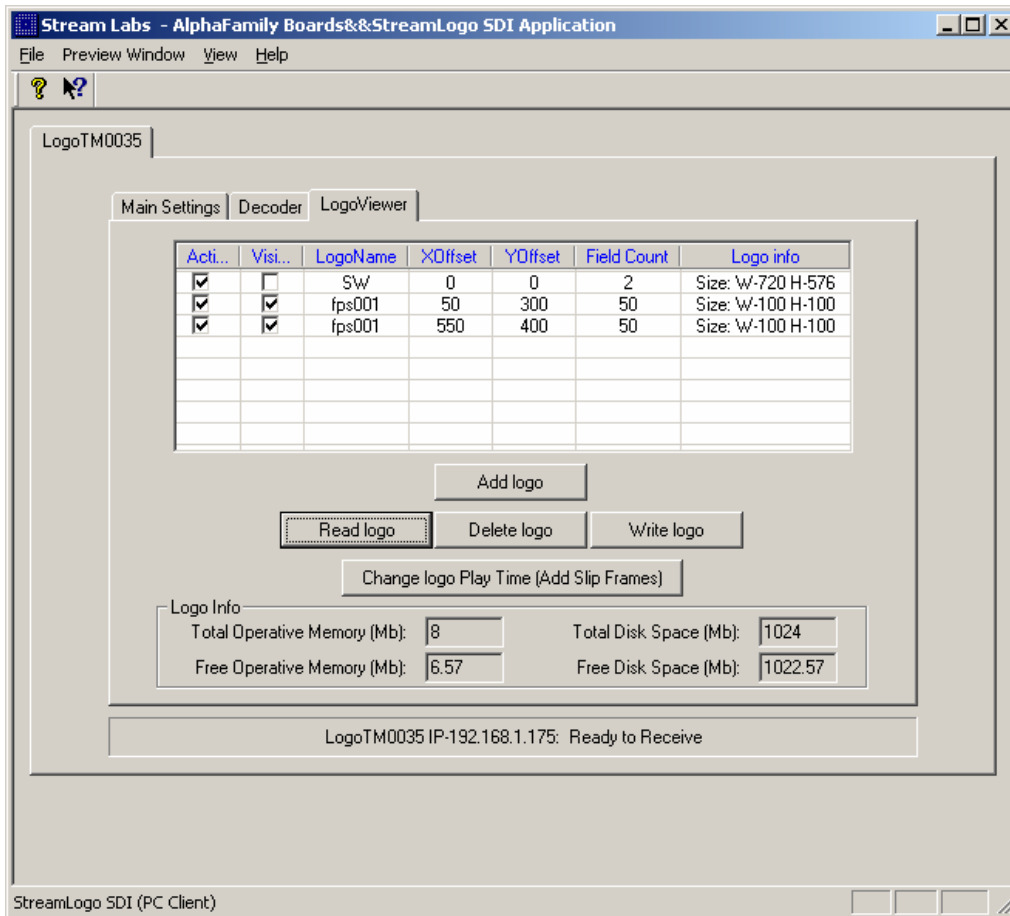 Stream Labs - AlphaFamily Boards&&StreamLogo SDI Application
File Preview Window View Help
LogoTM0035
Main Settings Decoder LogoViewer
Acti... Visi... LogoName XOffset YOffset Field Count Logo info
SW 0 0 2 Size: W-720 H-576
fps001 50 300 50 Size: W-100 H-100
fps001 550 400 50 Size: W-100 H-100
Add logo
Read logo Delete logo Write logo
Change logo Play Time (Add Slip Frames)
Logo Info
Total Operative Memory (Mb): 8 Total Disk Space (Mb): 1024
Free Operative Memory (Mb): 6.57 Free Disk Space (Mb): 1022.57
LogoTM0035 IP-192.168.1.175: Ready to Receive
StreamLogo SDI (PC Client)